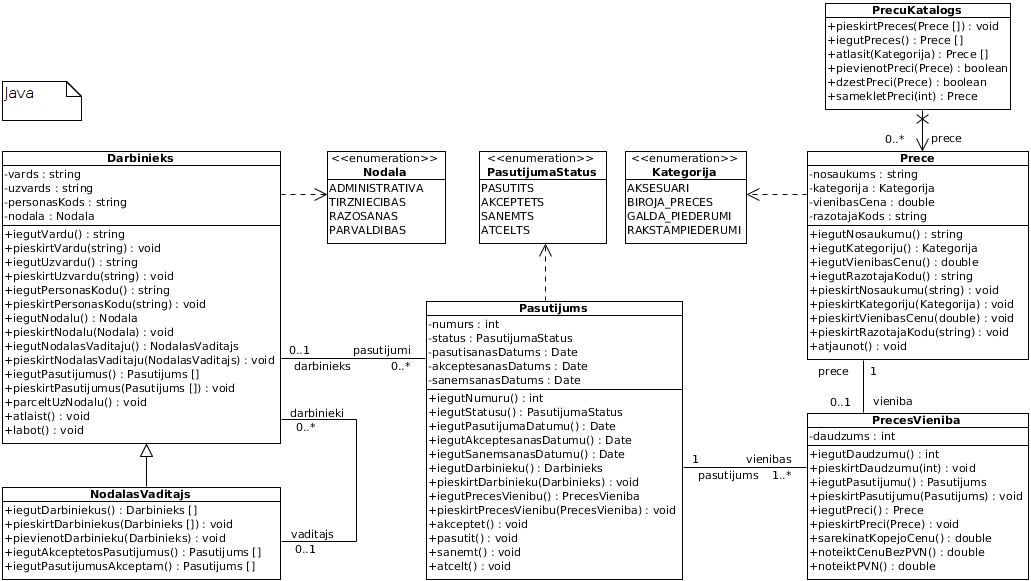 PrecuKatalogs
+pieskirtPreces(Prece []) : void
+iegutPreces() : Prece []
+atlasit(Kategorija) : Prece []
+pievienotPreci(Prece) : boolean
+dzestPreci(Prece) : boolean
+samekletPreci(int) : Prece
Java
0..* prece
Darbinieks
-vards : string
-uzvards : string
-personasKods : string
-nodala : Nodala
+iegutVardu() : string
+pieskirtVardu(string) : void
+iegutUzvardu() : string
+pieskirtUzvardu(string) : void
+iegutPersonasKodu() : string
+pieskirtPersonasKodu(string) : void
+iegutNodalu() : Nodala
+pieskirtNodalu(Nodala) : void
+iegutNodalasVaditaju() : NodalasVaditajs
+pieskirtNodalasVaditaju(NodalasVaditajs) : void
+iegutPasutijumus() : Pasutijums []
+pieskirtPasutijumus(Pasutijums []) : void
+parceltUzNodalu() : void
+atlaist() : void
+labot() : void
<<enumeration>>
Nodala
ADMINISTRATIVA
TIRZNIECIBAS
RAZOSANAS
PARVALDIBAS
<<enumeration>>
PasutijumaStatus
PASUTITS
AKCEPTETS
SANEMTS
ATCELTS
<<enumeration>>
Kategorija
AKSESUARI
BIROJA_PRECES
GALDA_PIEDERUMI
RAKSTAMPIEDERUMI
Prece
-nosaukums : string
-kategorija : Kategorija
-vienibasCena : double
-razotajaKods : string
+iegutNosaukumu() : string
+iegutKategoriju() : Kategorija
+iegutVienibasCenu() : double
+iegutRazotajaKodu() : string
+pieskirtNosaukumu(string) : void
+pieskirtKategoriju(Kategorija) : void
+pieskirtVienibasCenu(double) : void
+pieskirtRazotajaKodu(string) : void
+atjaunot() : void
0..1 pasutijumi
darbinieks 0..*
Pasutijums
-numurs : int
-status : PasutijumaStatus
-pasutisanasDatums : Date
-akceptesanasDatums : Date
-sanemsanasDatums : Date
+iegutNumuru() : int
+iegutStatusu() : PasutijumaStatus
+iegutPasutijumaDatumu() : Date
+iegutAkceptesanasDatumu() : Date
+iegutSanemsanasDatumu() : Date
+iegutDarbinieku() : Darbinieks
+pieskirtDarbinieku(Darbinieks) : void
+iegutPrecesVienibu() : PrecesVieniba
+pieskirtPrecesVienibu(PrecesVieniba) : void
+akceptet() : void
+pasutit() : void
+sanemt() : void
+atcelt() : void
prece 1
0..1 vieniba
darbinieki
0..*
vaditajs
0..1
1 vienibas
pasutijums 1..*
PrecesVieniba
-daudzums : int
+iegutDaudzumu() : int
+pieskirtDaudzumu(int) : void
+iegutPasutijumu() : Pasutijums
+pieskirtPasutijumu(Pasutijums) : void
+iegutPreci() : Prece
+pieskirtPreci(Prece) : void
+sarekinatKopejoCenu() : double
+noteiktCenuBezPVN() : double
+noteiktPVN() : double
NodalasVaditajs
+iegutDarbiniekus() : Darbinieks []
+pieskirtDarbiniekus(Darbinieks []) : void
+pievienotDarbinieku(Darbinieks) : void
+iegutAkceptetosPasutijumus() : Pasutijums []
+iegutPasutijumusAkceptam() : Pasutijums []